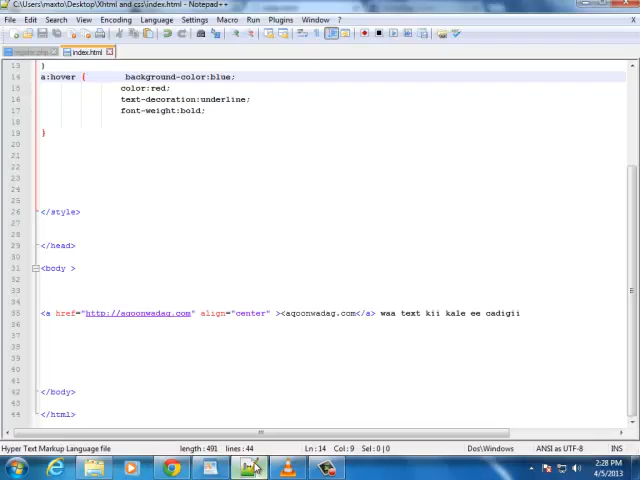 C:\Users\maxto\Desktop\Xhtml and css\index.html - Notepad++
File Edit Search View Encoding Language Settings Macro Run Plugins Window ?
index.html
13 }
14 a:hover { background-color:blue;
15 color:red;
16 text-decoration:underline;
17 font-weight:bold;
18
19 }
20
21
22
23
24
25
26 </style>
27
28
29 </head>
30
31 <body >
32
33
34
35 <a href="http://aqoonwadag.com" align="center" ><aqoonwadag.com</a> waa text kii kale ee cadigii
36
37
38
39
40
41
42 </body>
43
44 </html>
Hyper Text Markup Language file length : 491 lines : 44 Ln : 14 Col : 9 Sel : 0 | 0 Dos\Windows ANSI as UTF-8 INS
2:28 PM
4/5/2013